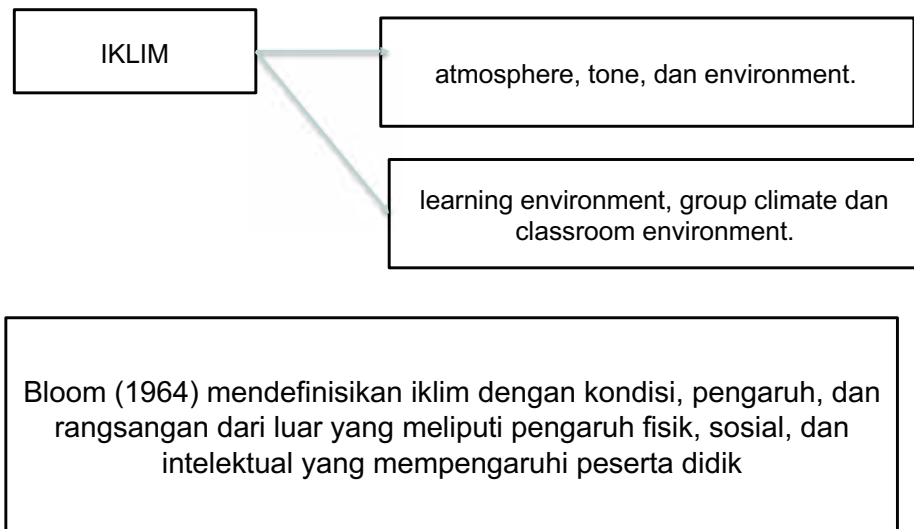 IKLIM
atmosphere, tone, dan environment.
learning environment, group climate dan
classroom environment.
Bloom (1964) mendefinisikan iklim dengan kondisi, pengaruh, dan
rangsangan dari luar yang meliputi pengaruh fisik, sosial, dan
intelektual yang mempengaruhi peserta didik